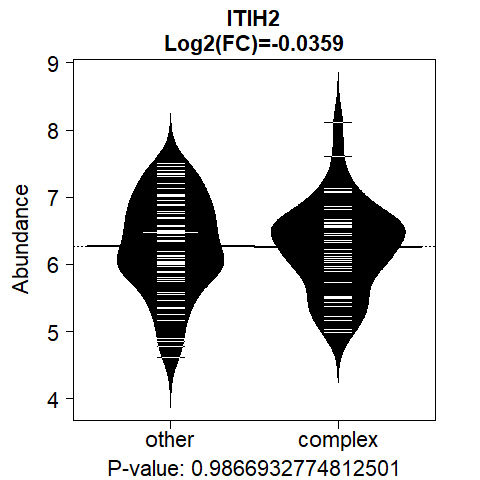 ITIH2
Log2(FC)=-0.0359
Abundance
9
8
7
6
5
4
other complex
P-value: 0.9866932774812501